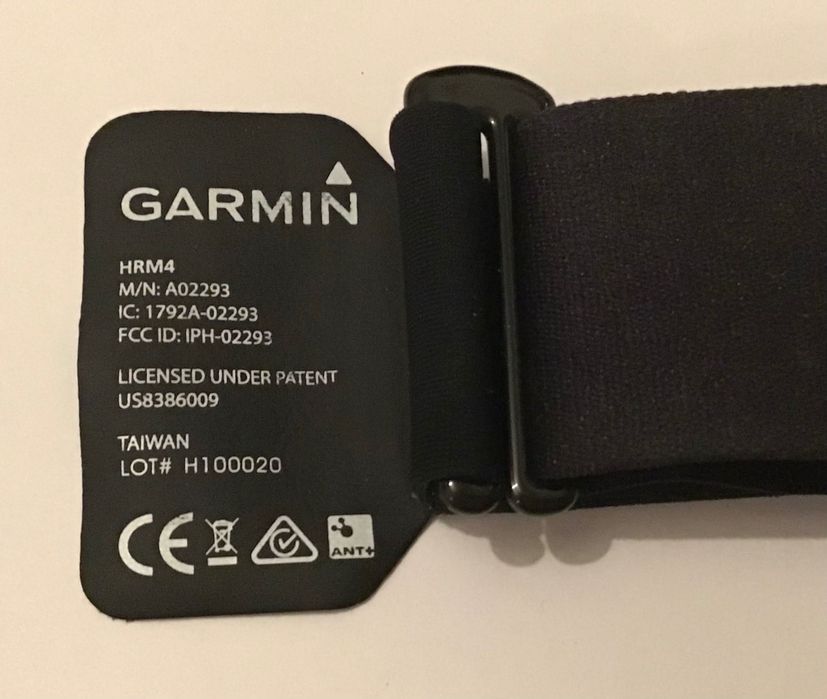 GARMIN
HRM4
M/N: A02293
IC: 1792A-02293
FCC ID: IPH-02293
LICENSED UNDER PATENT
US8386009
TAIWAN
LOT# H100020
CE
ANT+